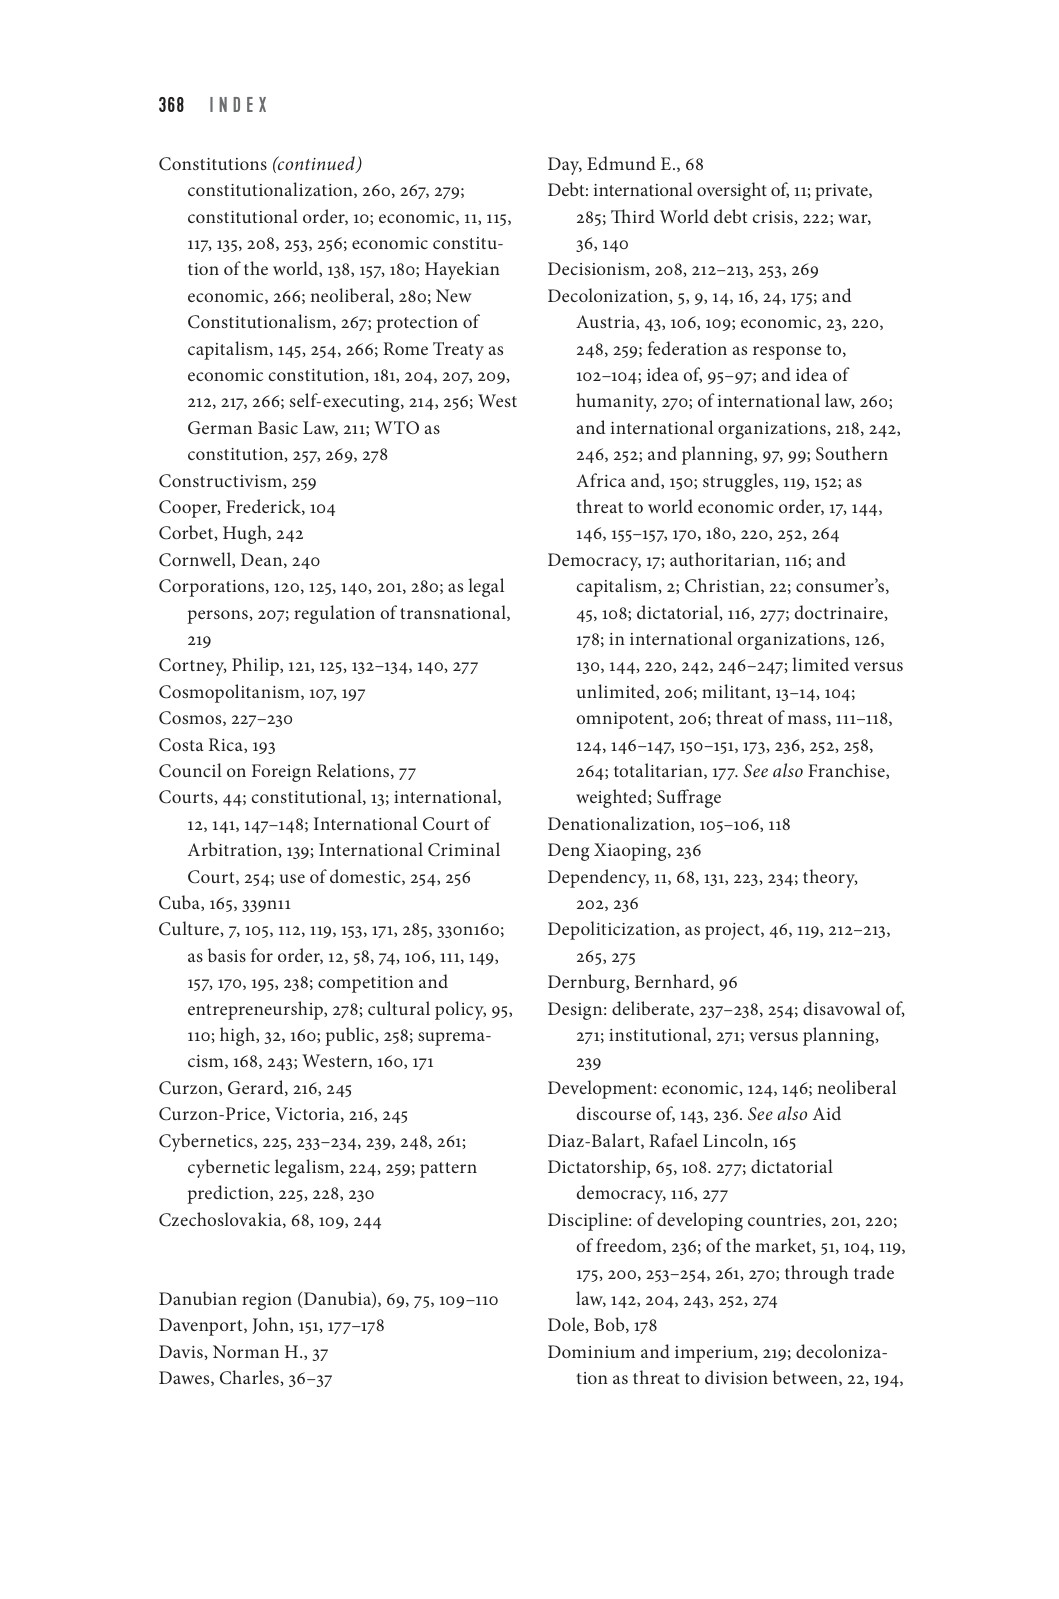 368 INDEX
Constitutions (continued)
constitutionalization, 260, 267, 279;
constitutional order, 10; economic, 11, 115,
117, 135, 208, 253, 256; economic constitu-
tion of the world, 138, 157, 180; Hayekian
economic, 266; neoliberal, 280; New
Constitutionalism, 267; protection of
capitalism, 145, 254, 266; Rome Treaty as
economic constitution, 181, 204, 207, 209,
212, 217, 266; self-executing, 214, 256; West
German Basic Law, 211; WTO as
constitution, 257, 269, 278
Constructivism, 259
Cooper, Frederick, 104
Corbet, Hugh, 242
Cornwell, Dean, 240
Corporations, 120, 125, 140, 201, 280; as legal
persons, 207; regulation of transnational,
219
Cortney, Philip, 121, 125, 132–134, 140, 277
Cosmopolitanism, 107, 197
Cosmos, 227–230
Costa Rica, 193
Council on Foreign Relations, 77
Courts, 44; constitutional, 13; international,
12, 141, 147–148; International Court of
Arbitration, 139; International Criminal
Court, 254; use of domestic, 254, 256
Cuba, 165, 339n11
Culture, 7, 105, 112, 119, 153, 171, 285, 330n160;
as basis for order, 12, 58, 74, 106, 111, 149,
157, 170, 195, 238; competition and
entrepreneurship, 278; cultural policy, 95,
110; high, 32, 160; public, 258; suprema-
cism, 168, 243; Western, 160, 171
Curzon, Gerard, 216, 245
Curzon-Price, Victoria, 216, 245
Cybernetics, 225, 233–234, 239, 248, 261;
cybernetic legalism, 224, 259; pattern
prediction, 225, 228, 230
Czechoslovakia, 68, 109, 244
Danubian region (Danubia), 69, 75, 109–110
Davenport, John, 151, 177–178
Davis, Norman H., 37
Dawes, Charles, 36–37
Day, Edmund E., 68
Debt: international oversight of, 11; private,
285; Third World debt crisis, 222; war,
36, 140
Decisionism, 208, 212–213, 253, 269
Decolonization, 5, 9, 14, 16, 24, 175; and
Austria, 43, 106, 109; economic, 23, 220,
248, 259; federation as response to,
102–104; idea of, 95–97; and idea of
humanity, 270; of international law, 260;
and international organizations, 218, 242,
246, 252; and planning, 97, 99; Southern
Africa and, 150; struggles, 119, 152; as
threat to world economic order, 17, 144,
146, 155–157, 170, 180, 220, 252, 264
Democracy, 17; authoritarian, 116; and
capitalism, 2; Christian, 22; consumer’s,
45, 108; dictatorial, 116, 277; doctrinaire,
178; in international organizations, 126,
130, 144, 220, 242, 246–247; limited versus
unlimited, 206; militant, 13–14, 104;
omnipotent, 206; threat of mass, 111–118,
124, 146–147, 150–151, 173, 236, 252, 258,
264; totalitarian, 177. See also Franchise,
weighted; Suffrage
Denationalization, 105–106, 118
Deng Xiaoping, 236
Dependency, 11, 68, 131, 223, 234; theory,
202, 236
Depoliticization, as project, 46, 119, 212–213,
265, 275
Dernburg, Bernhard, 96
Design: deliberate, 237–238, 254; disavowal of,
271; institutional, 271; versus planning,
239
Development: economic, 124, 146; neoliberal
discourse of, 143, 236. See also Aid
Diaz-Balart, Rafael Lincoln, 165
Dictatorship, 65, 108. 277; dictatorial
democracy, 116, 277
Discipline: of developing countries, 201, 220;
of freedom, 236; of the market, 51, 104, 119,
175, 200, 253–254, 261, 270; through trade
law, 142, 204, 243, 252, 274
Dole, Bob, 178
Dominium and imperium, 219; decoloniza-
tion as threat to division between, 22, 194,